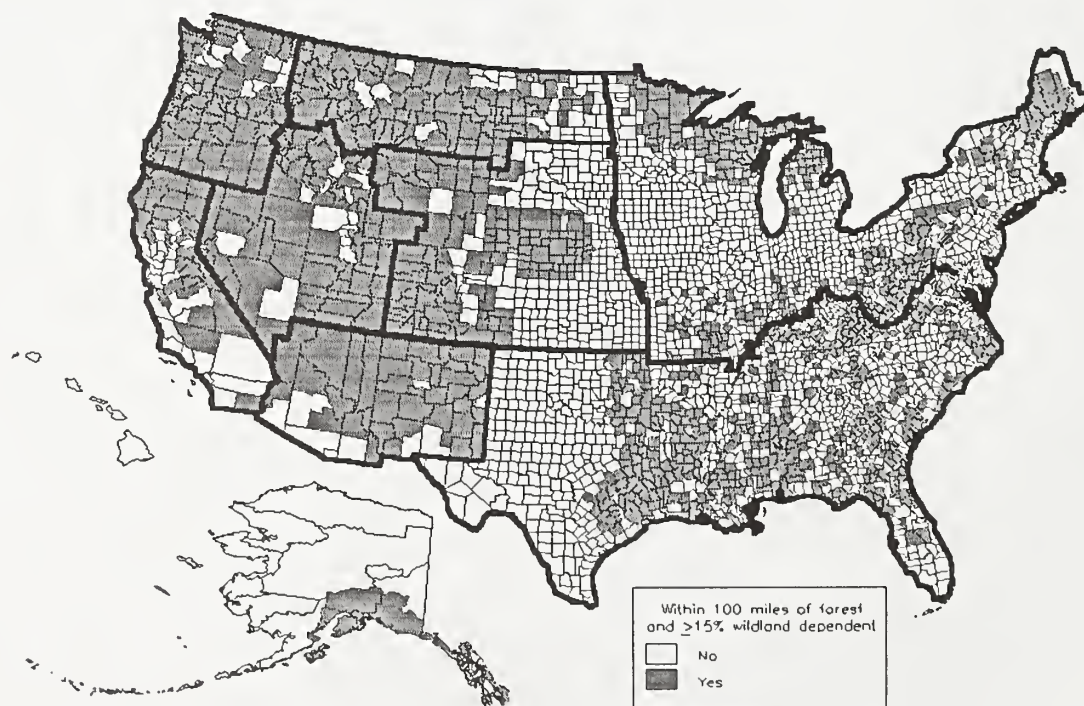 Within 100 miles of forest
and ≥15% wildland dependent
No
Yes